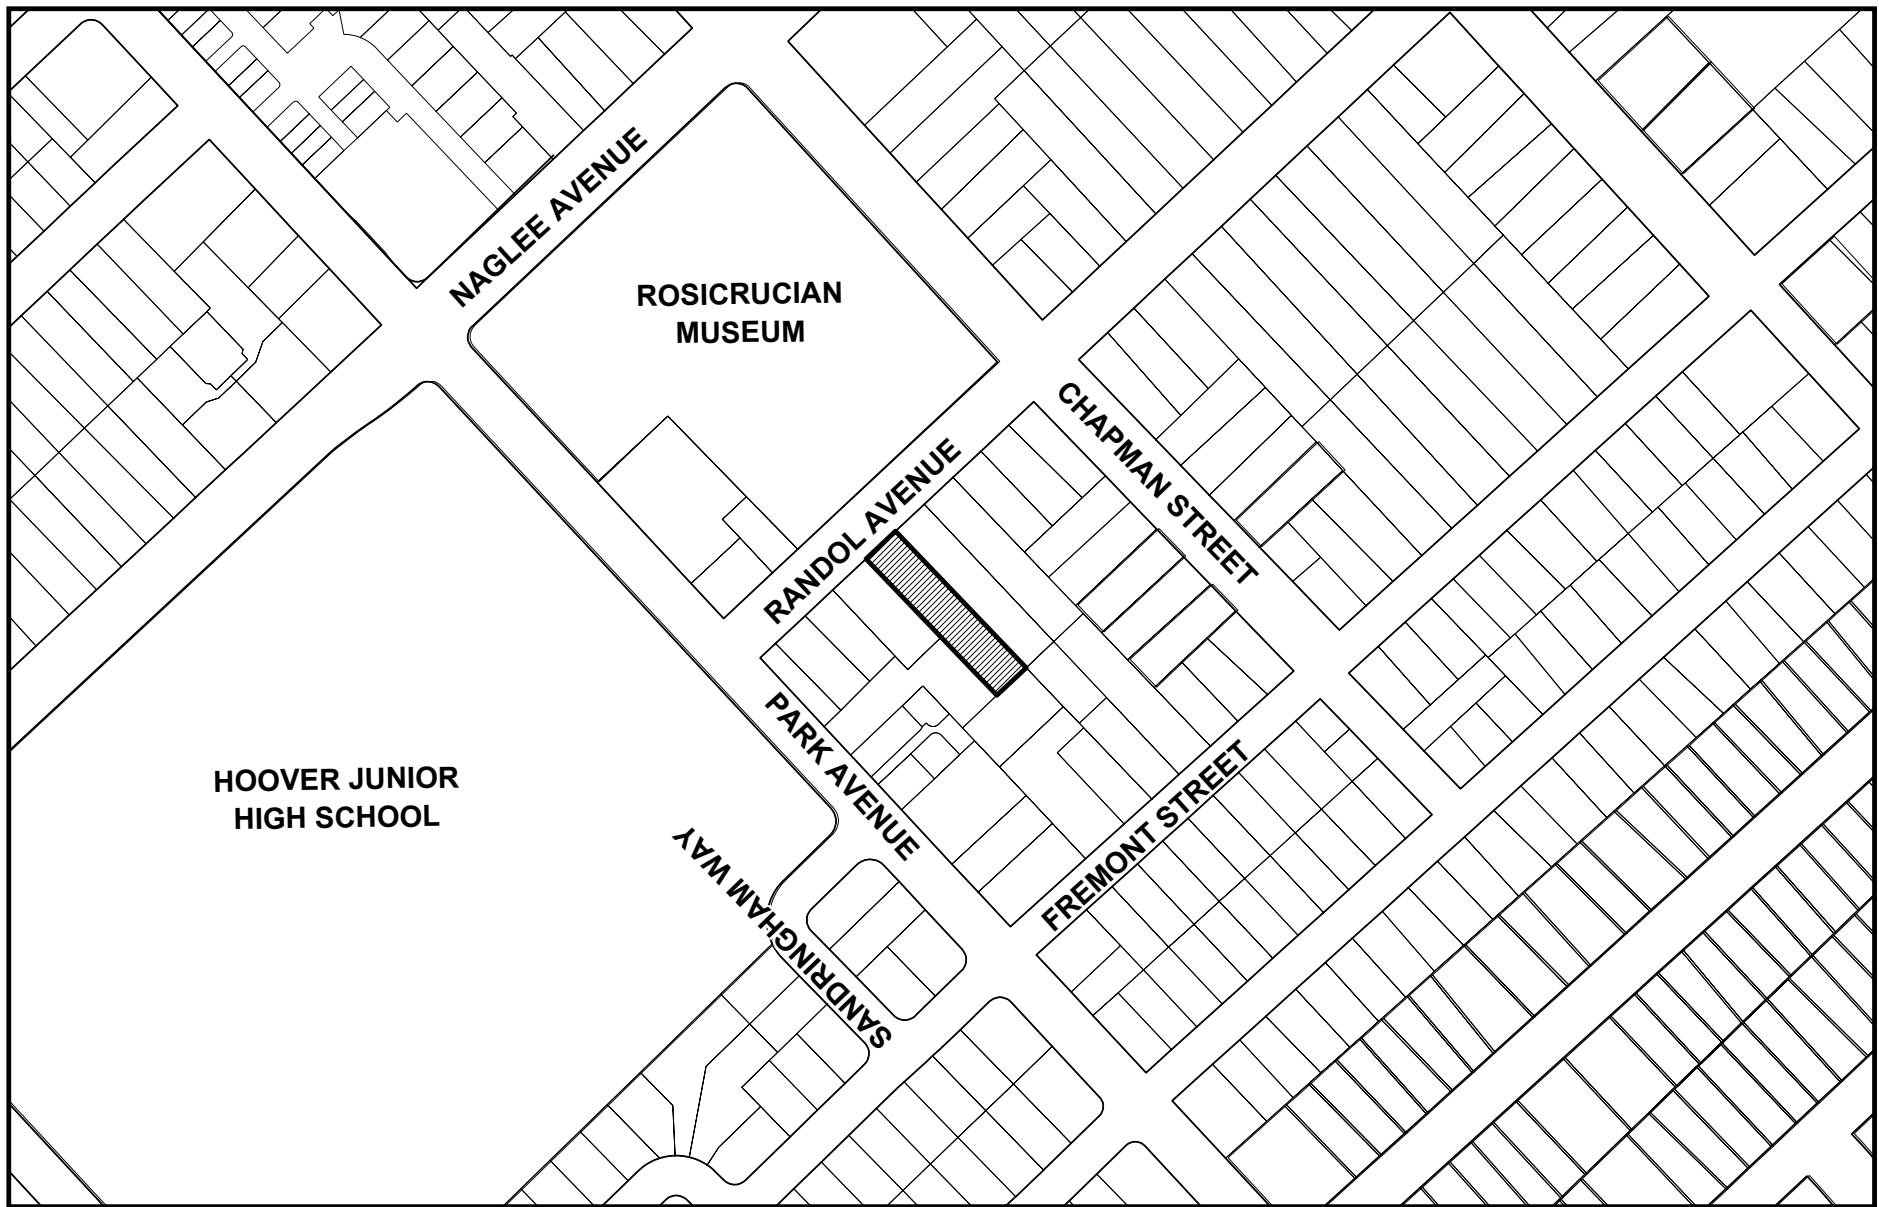 NAGLEE AVENUE
ROSICRUCIAN
MUSEUM
CHAPMAN STREET
RANDOL AVENUE
PARK AVENUE
HOOVER JUNIOR
HIGH SCHOOL
FREMONT STREET
SANDRINGHAM WAY